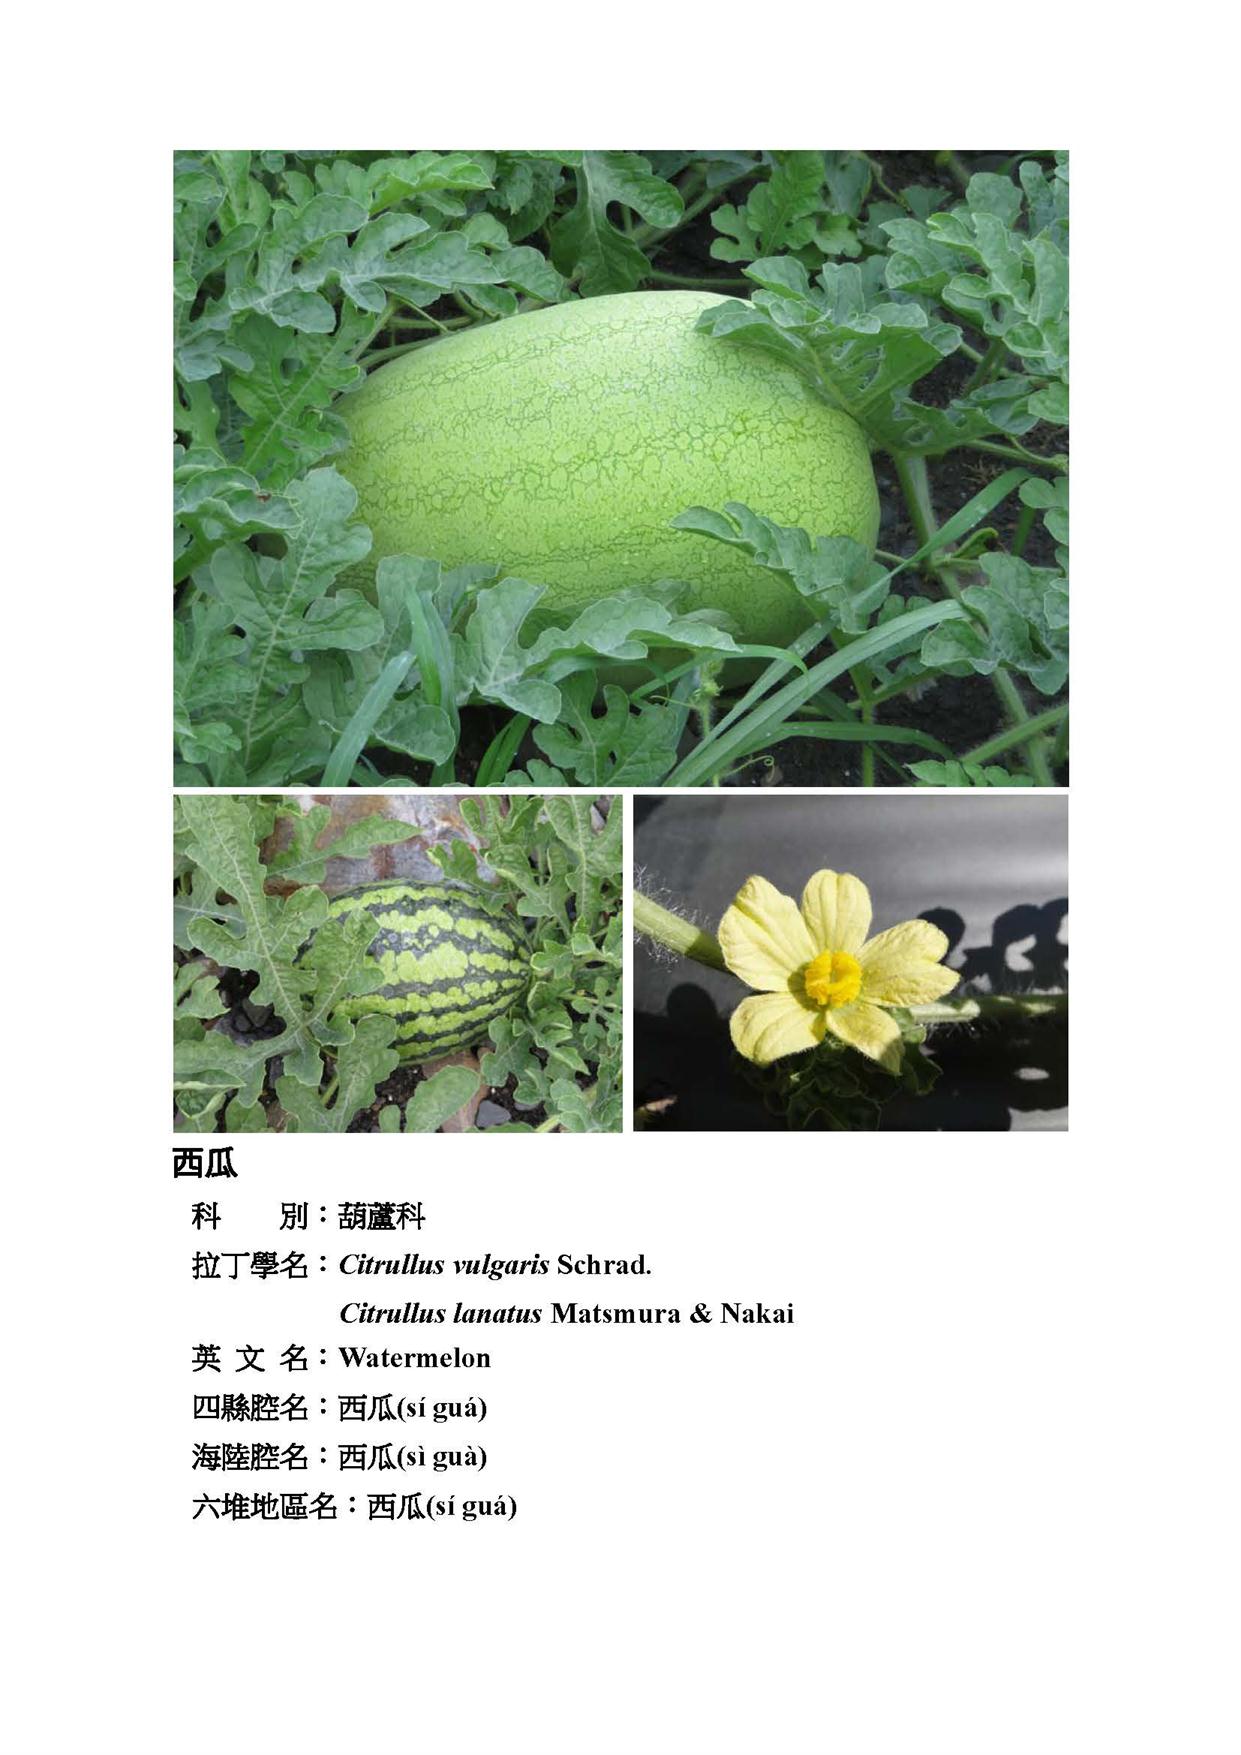 西瓜
科　　別：葫蘆科
拉丁學名：Citrullus vulgaris Schrad.
Citrullus lanatus Matsmura & Nakai
英 文 名：Watermelon
四縣腔名：西瓜(sí guá)
海陸腔名：西瓜(sì guà)
六堆地區名：西瓜(sí guá)